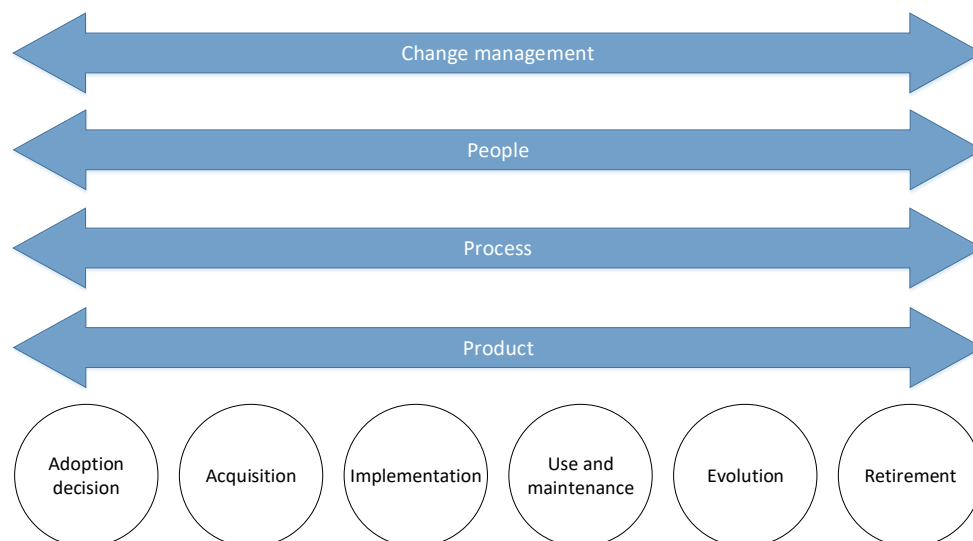 Change management
People
Process
Product
Adoption
decision
Acquisition
Implementation
Use and
maintenance
Evolution
Retirement